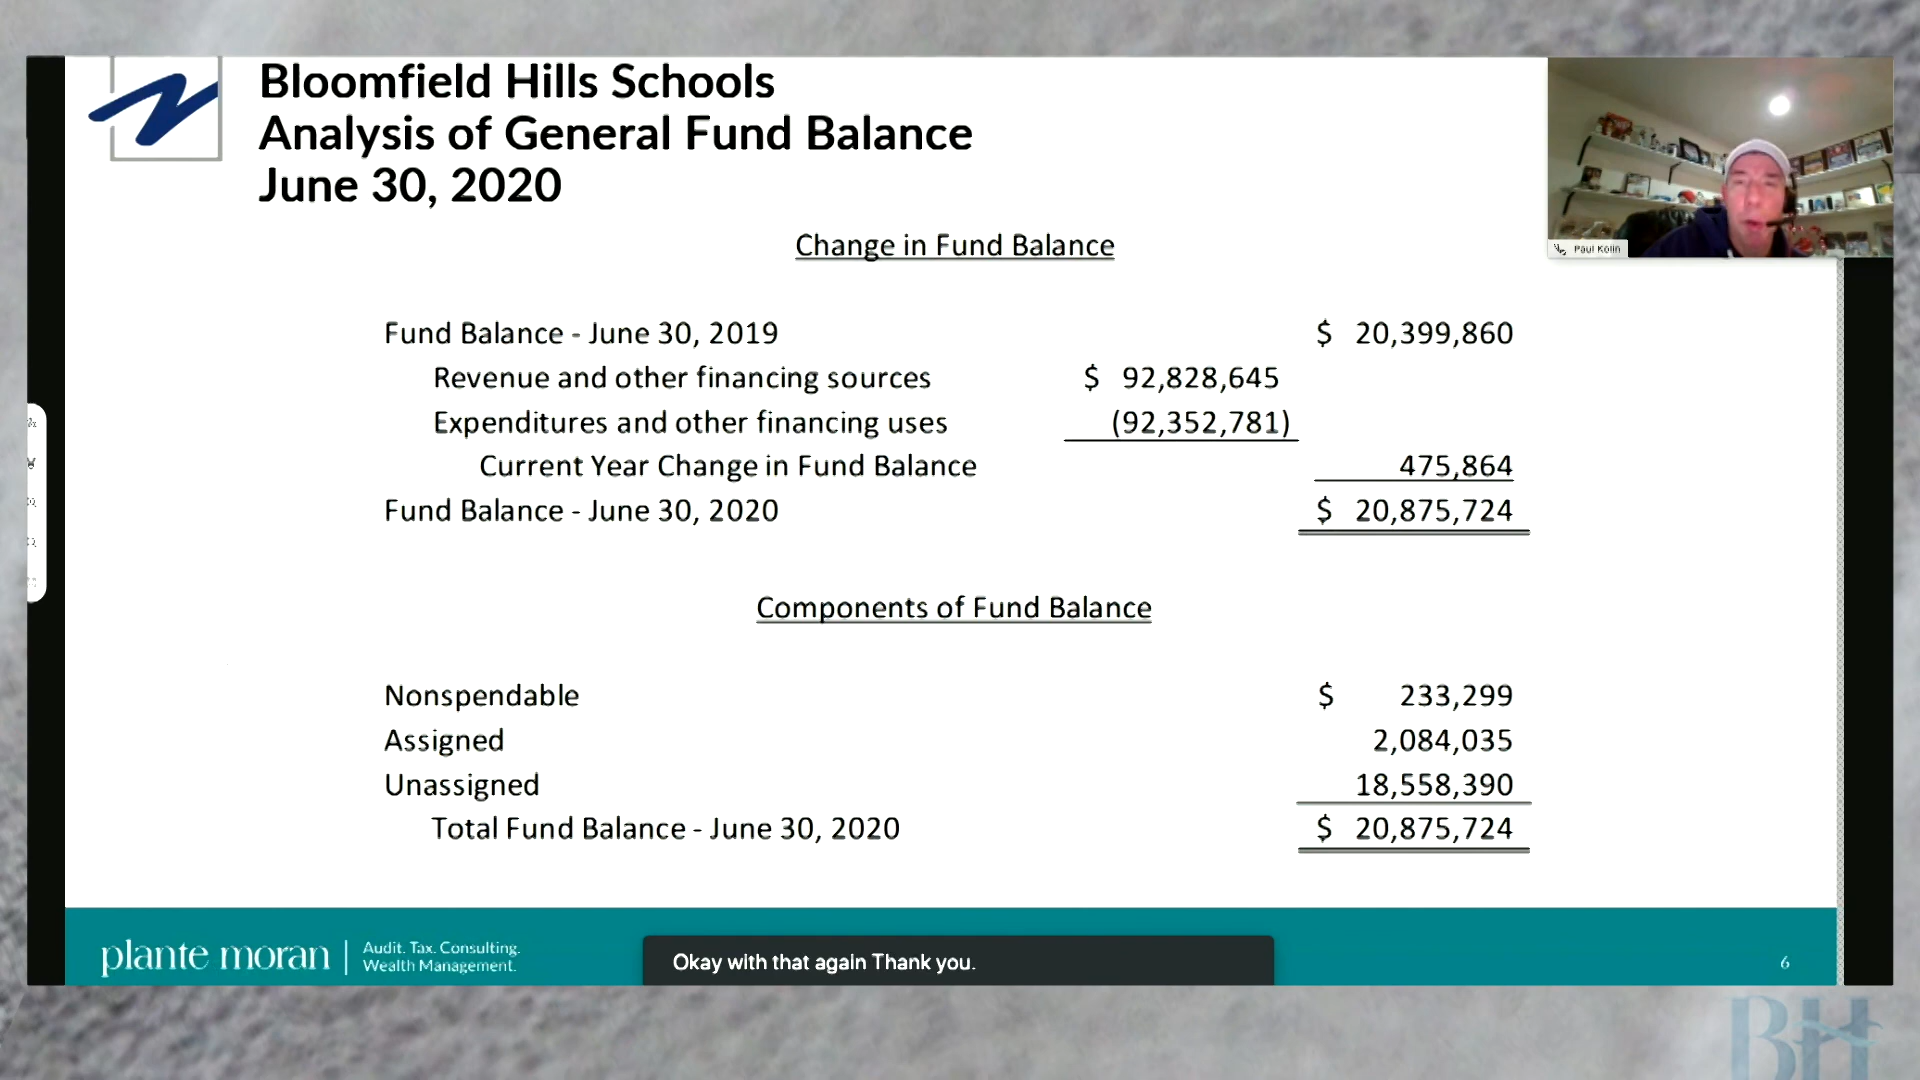 Bloomfield Hills Schools
Analysis of General Fund Balance
June 30, 2020
Paul Kolin
Change in Fund Balance
Fund Balance - June 30, 2019 $ 20,399,860
Revenue and other financing sources $ 92,828,645
Expenditures and other financing uses (92,352,781)
Current Year Change in Fund Balance 475,864
Fund Balance - June 30, 2020 $ 20,875,724
Components of Fund Balance
Nonspendable $ 233,299
Assigned 2,084,035
Unassigned 18,558,390
Total Fund Balance - June 30, 2020 $ 20,875,724
plante moran | Audit. Tax. Consulting.
Wealth Management.
Okay with that again Thank you.
6
BH